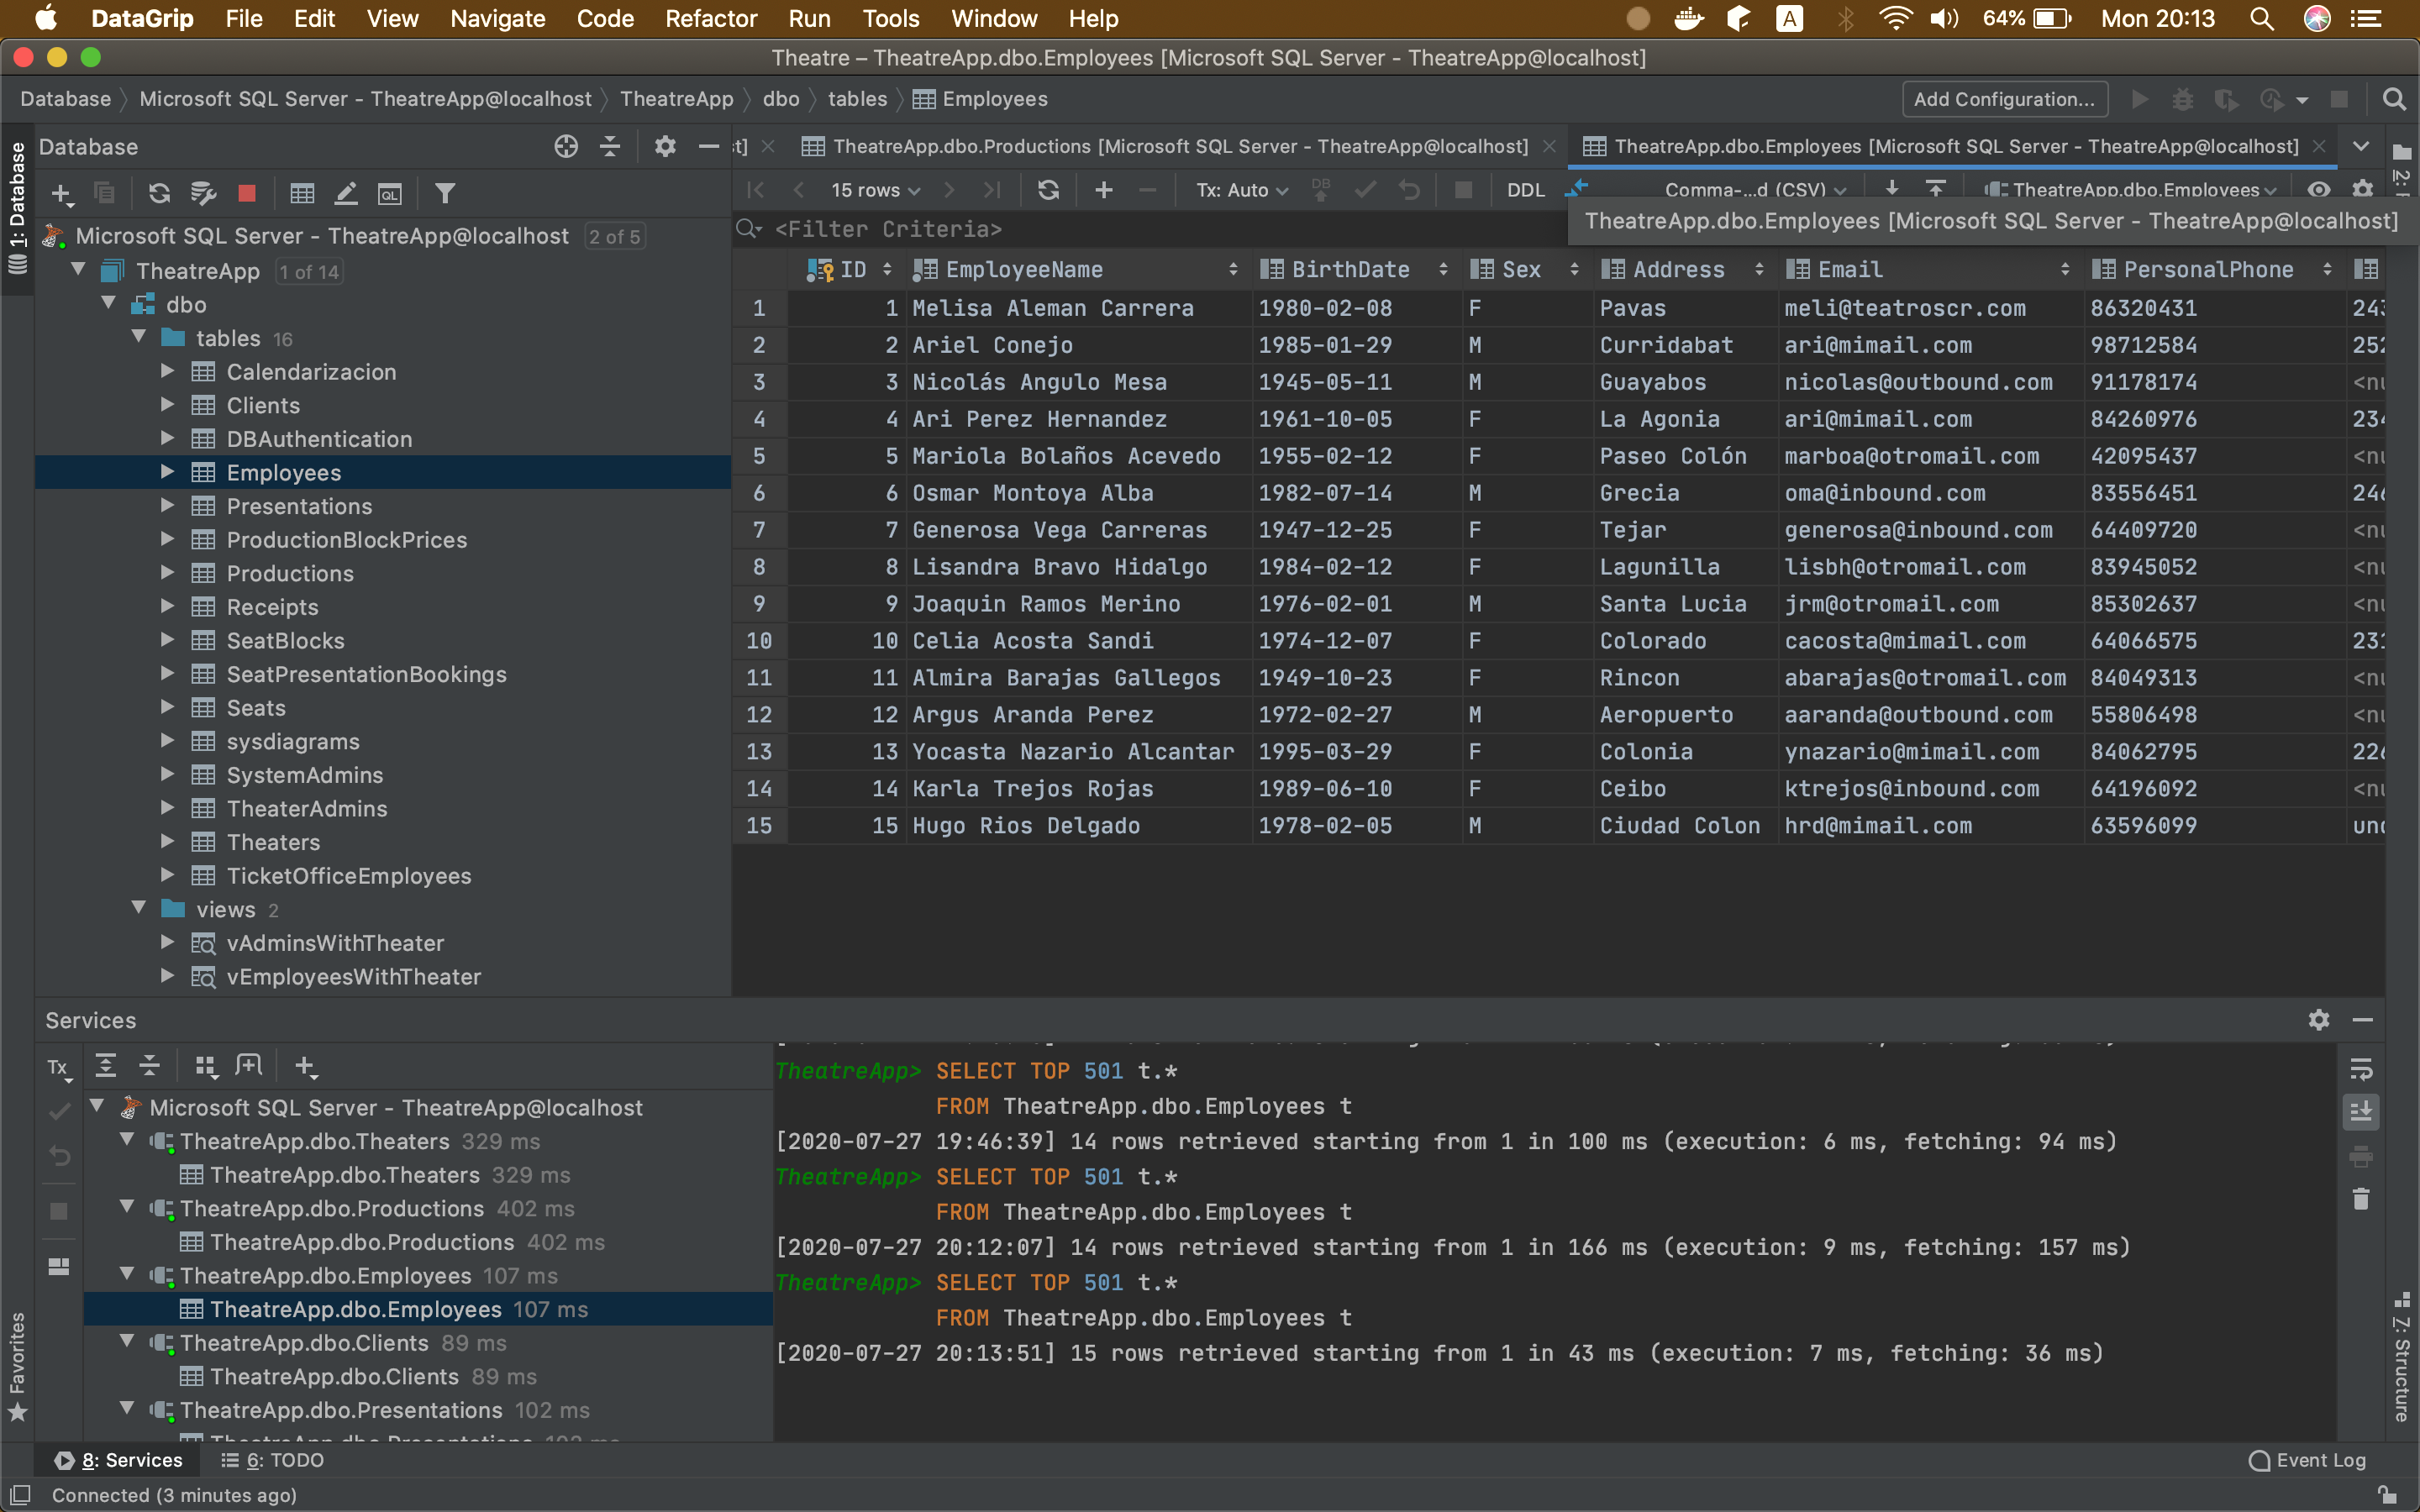 DataGrip File Edit View Navigate Code Refactor Run Tools Window Help A 64% Mon 20:13
Theatre – TheatreApp.dbo.Employees [Microsoft SQL Server - TheatreApp@localhost]
Database Microsoft SQL Server - TheatreApp@localhost TheatreApp dbo tables Employees Add Configuration...
1: Database
Favorites
Database
Microsoft SQL Server - TheatreApp@localhost 2 of 5
TheatreApp 1 of 14
dbo
tables 16
Calendarizacion
Clients
DBAuthentication
Employees
Presentations
ProductionBlockPrices
Productions
Receipts
SeatBlocks
SeatPresentationBookings
Seats
sysdiagrams
SystemAdmins
TheaterAdmins
Theaters
TicketOfficeEmployees
views 2
vAdminsWithTheater
vEmployeesWithTheater
t] TheatreApp.dbo.Productions [Microsoft SQL Server - TheatreApp@localhost] TheatreApp.dbo.Employees [Microsoft SQL Server - TheatreApp@localhost]
15 rows Tx: Auto DB DDL Comma-...d (CSV) TheatreApp.dbo.Employees
<Filter Criteria> TheatreApp.dbo.Employees [Microsoft SQL Server - TheatreApp@localhost]
ID EmployeeName BirthDate Sex Address Email PersonalPhone
1 1 Melisa Aleman Carrera 1980-02-08 F Pavas meli@teatroscr.com 86320431 243
2 2 Ariel Conejo 1985-01-29 M Curridabat ari@mimail.com 98712584 252
3 3 Nicolás Angulo Mesa 1945-05-11 M Guayabos nicolas@outbound.com 91178174 <nu
4 4 Ari Perez Hernandez 1961-10-05 F La Agonia ari@mimail.com 84260976 234
5 5 Mariola Bolaños Acevedo 1955-02-12 F Paseo Colón marboa@otromail.com 42095437 <nu
6 6 Osmar Montoya Alba 1982-07-14 M Grecia oma@inbound.com 83556451 246
7 7 Generosa Vega Carreras 1947-12-25 F Tejar generosa@inbound.com 64409720 <nu
8 8 Lisandra Bravo Hidalgo 1984-02-12 F Lagunilla lisbh@otromail.com 83945052 <nu
9 9 Joaquin Ramos Merino 1976-02-01 M Santa Lucia jrm@otromail.com 85302637 <nu
10 10 Celia Acosta Sandi 1974-12-07 F Colorado cacosta@mimail.com 64066575 231
11 11 Almira Barajas Gallegos 1949-10-23 F Rincon abarajas@otromail.com 84049313 <nu
12 12 Argus Aranda Perez 1972-02-27 M Aeropuerto aaranda@outbound.com 55806498 <nu
13 13 Yocasta Nazario Alcantar 1995-03-29 F Colonia ynazario@mimail.com 84062795 226
14 14 Karla Trejos Rojas 1989-06-10 F Ceibo ktrejos@inbound.com 64196092 <nu
15 15 Hugo Rios Delgado 1978-02-05 M Ciudad Colon hrd@mimail.com 63596099 und
Services
Tx
Microsoft SQL Server - TheatreApp@localhost
TheatreApp.dbo.Theaters 329 ms
TheatreApp.dbo.Theaters 329 ms
TheatreApp.dbo.Productions 402 ms
TheatreApp.dbo.Productions 402 ms
TheatreApp.dbo.Employees 107 ms
TheatreApp.dbo.Employees 107 ms
TheatreApp.dbo.Clients 89 ms
TheatreApp.dbo.Clients 89 ms
TheatreApp.dbo.Presentations 102 ms
TheatreApp> SELECT TOP 501 t.*
FROM TheatreApp.dbo.Employees t
[2020-07-27 19:46:39] 14 rows retrieved starting from 1 in 100 ms (execution: 6 ms, fetching: 94 ms)
TheatreApp> SELECT TOP 501 t.*
FROM TheatreApp.dbo.Employees t
[2020-07-27 20:12:07] 14 rows retrieved starting from 1 in 166 ms (execution: 9 ms, fetching: 157 ms)
TheatreApp> SELECT TOP 501 t.*
FROM TheatreApp.dbo.Employees t
[2020-07-27 20:13:51] 15 rows retrieved starting from 1 in 43 ms (execution: 7 ms, fetching: 36 ms)
7: Structure
8: Services 6: TODO Event Log
Connected (3 minutes ago)